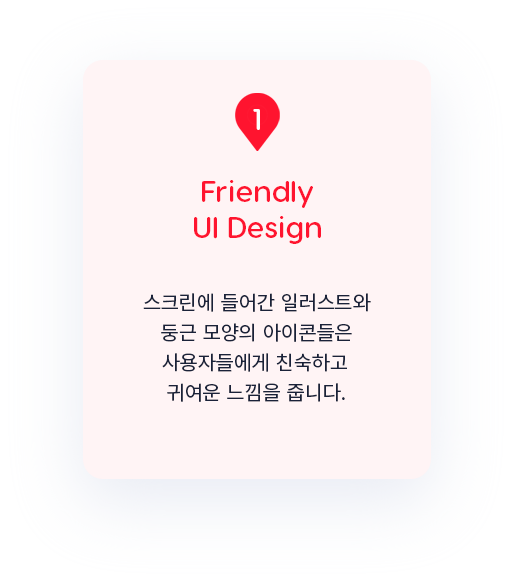 1
Friendly
UI Design
스크린에 들어간 일러스트와
둥근 모양의 아이콘들은
사용자들에게 친숙하고
귀여운 느낌을 줍니다.